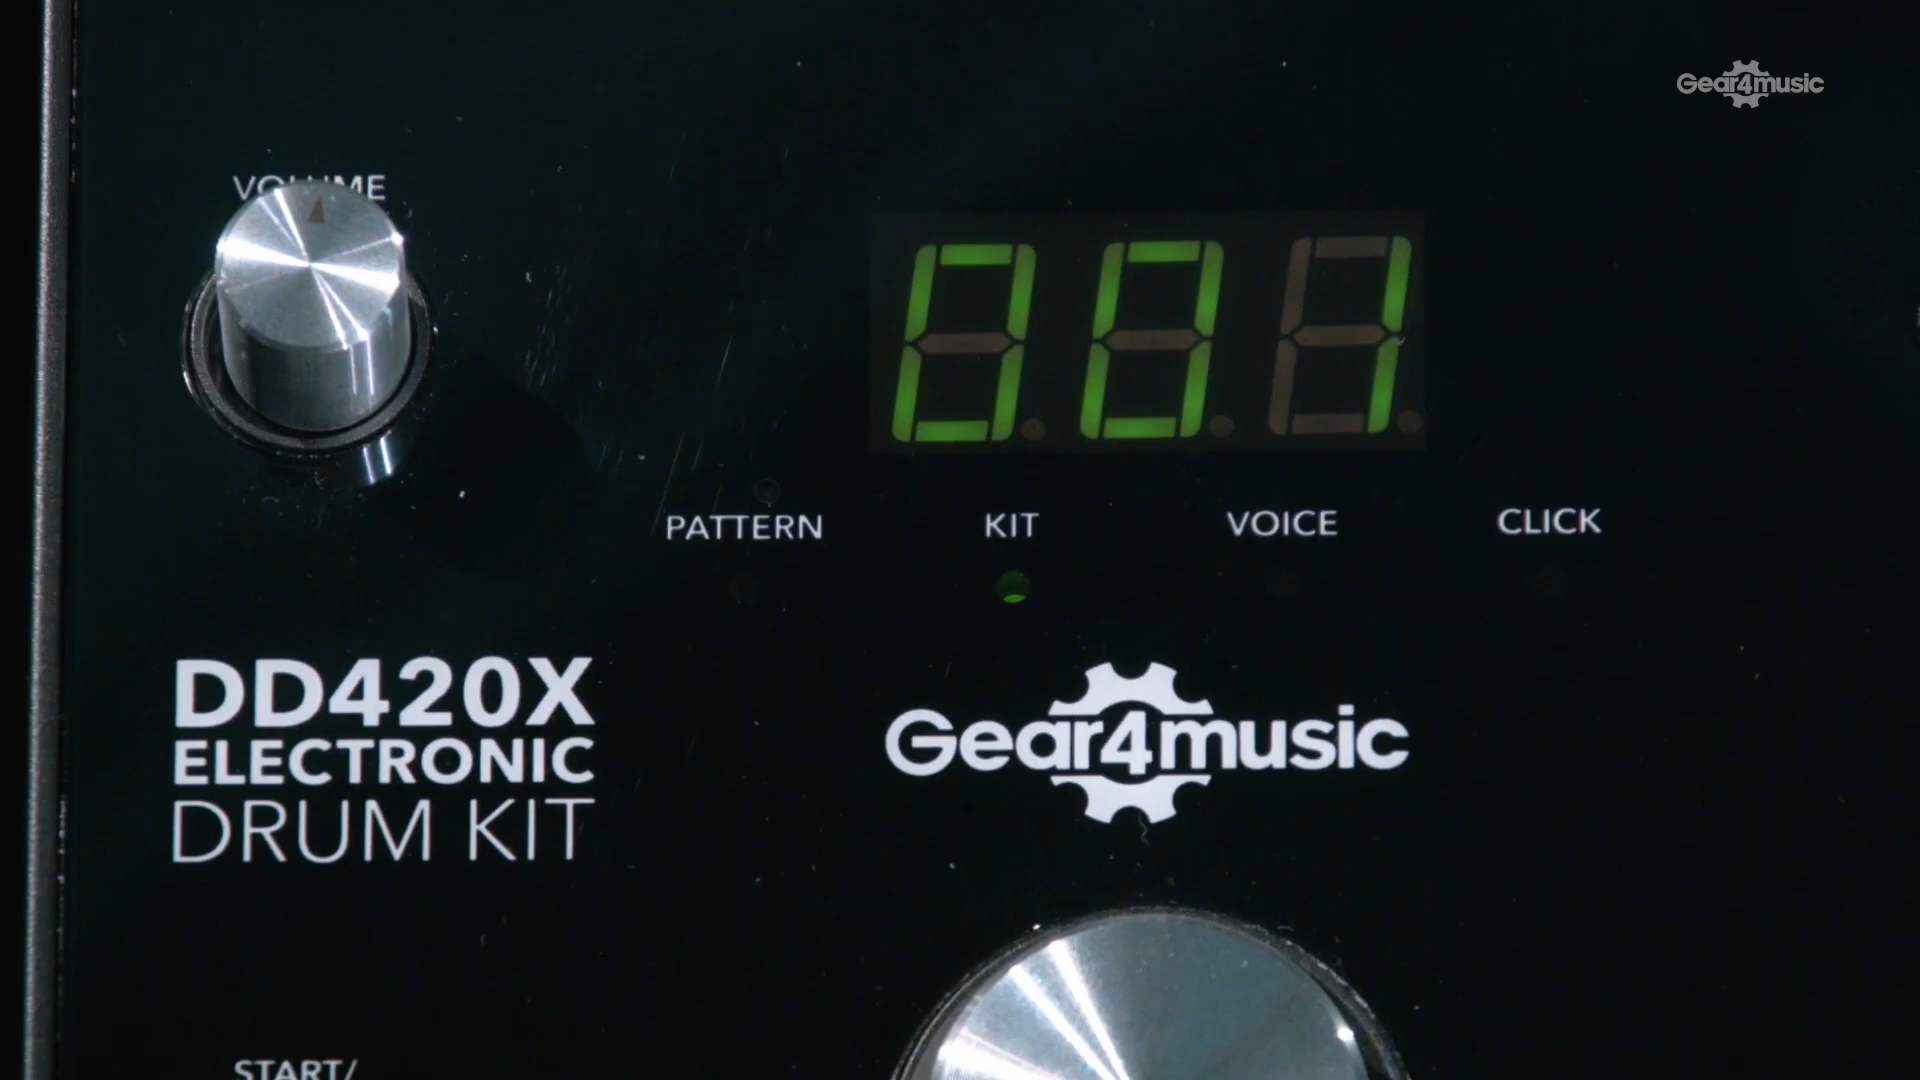 Gear4music
VOLUME
001
PATTERN KIT VOICE CLICK
DD420X
ELECTRONIC
DRUM KIT
Gear4music
START/